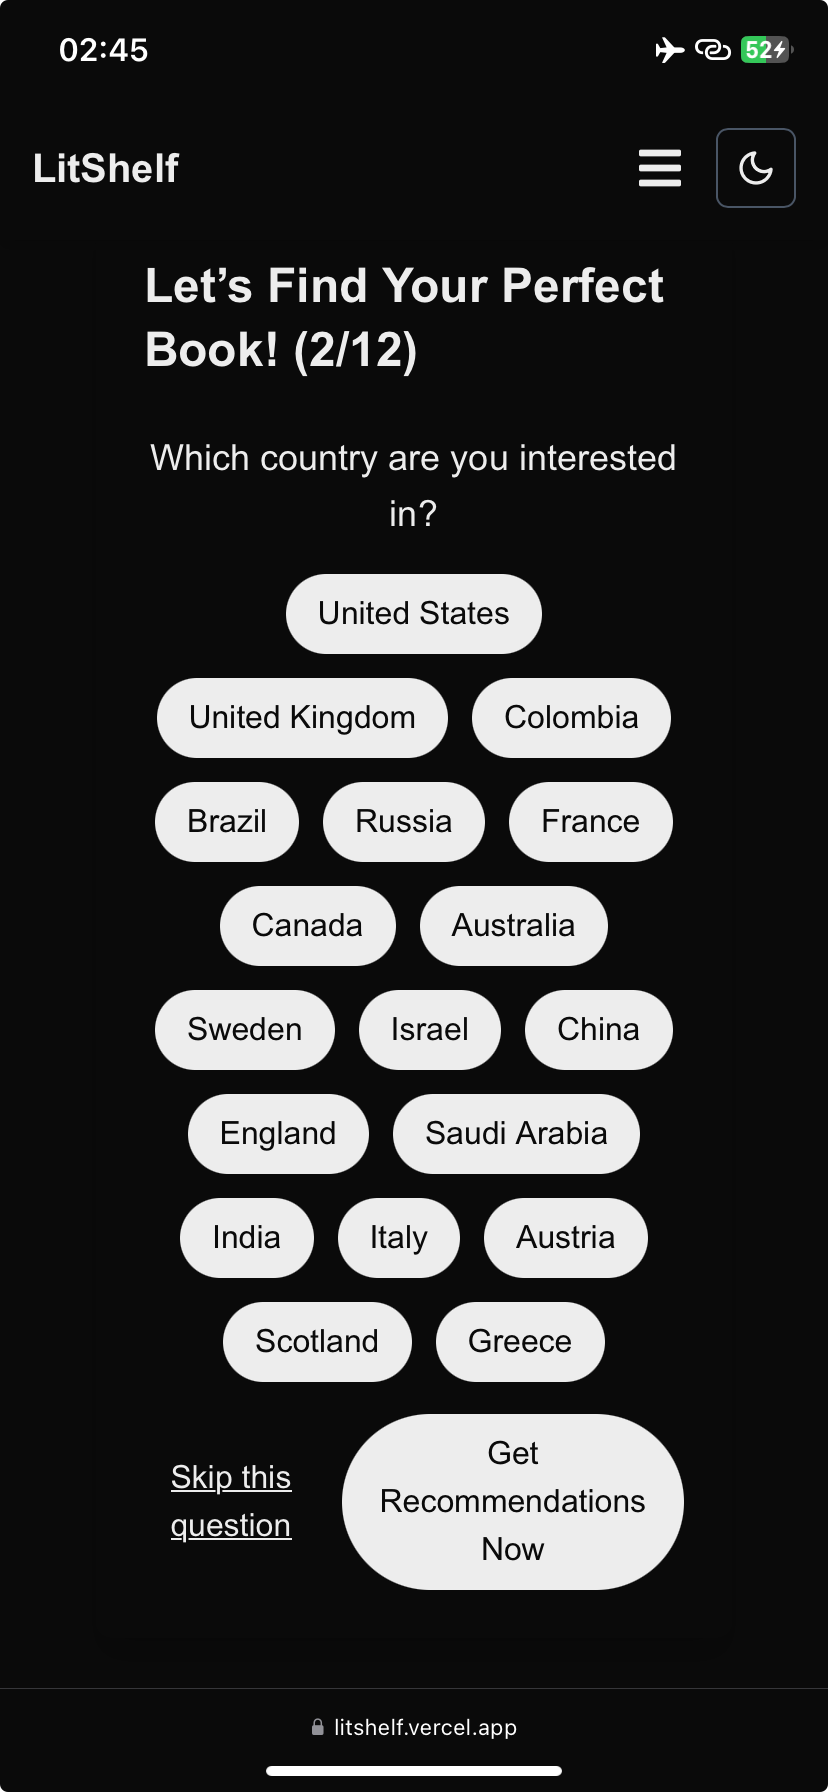 02:45
52
LitShelf
Let’s Find Your Perfect
Book! (2/12)
Which country are you interested
in?
United States
United Kingdom Colombia
Brazil Russia France
Canada Australia
Sweden Israel China
England Saudi Arabia
India Italy Austria
Scotland Greece
Skip this
question
Get
Recommendations
Now
litshelf.vercel.app